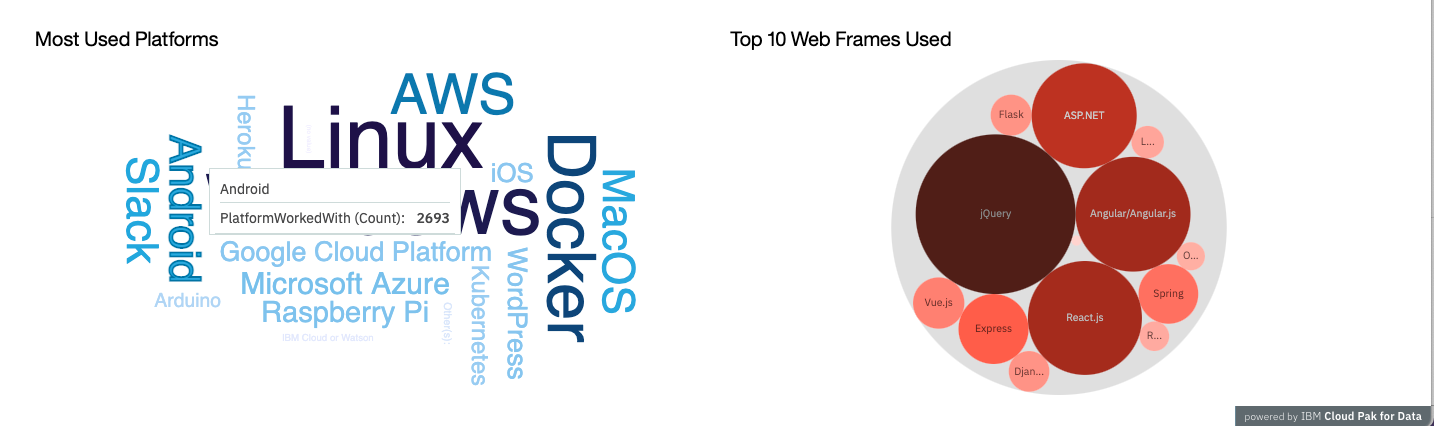 Most Used Platforms
AWS
Linux
Heroku
Android
Slack
iOS
Docker
MacOS
Android
PlatformWorkedWith (Count): 2693
ws
Google Cloud Platform
Microsoft Azure
Raspberry Pi
Arduino
IBM Cloud or Watson
Other(s):
Kubernetes
WordPress
Top 10 Web Frames Used
Flask
ASP.NET
L...
jQuery
Angular/Angular.js
O...
Spring
Vue.js
Express
React.js
R...
Djan...
powered by IBM Cloud Pak for Data